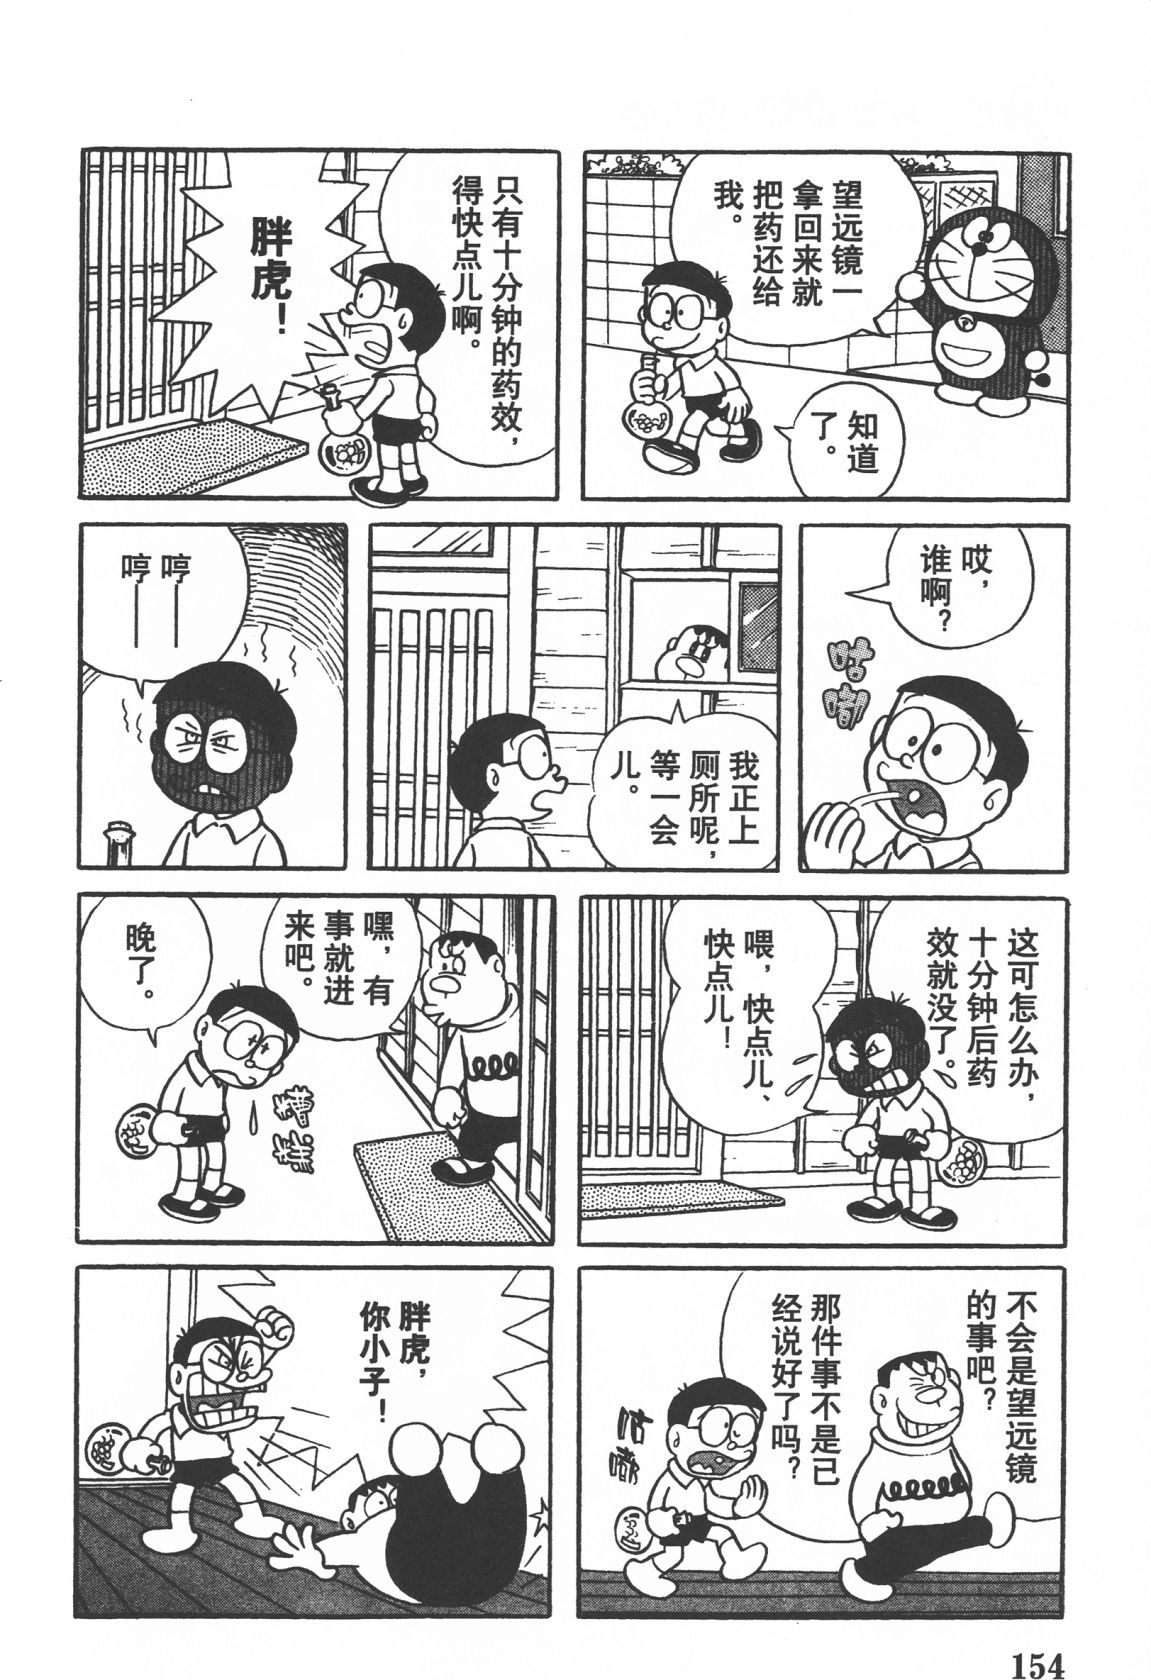 望远镜一
拿回来就
把药还给
我。
知道
了。
只有十分钟的药效，
得快点儿啊。
胖虎！
哎，
谁啊？
咕嘟
我正上
厕所呢，
等一会
儿。
哼——
哼——
这可怎么办，
十分钟后药
效就没了。
喂，快点儿、
快点儿！
嘿，有
事就进
来吧。
晚了。
不会是望远镜
的事吧？
那件事不是已
经说好了吗？
咕嘟
胖虎，
你小子！
154